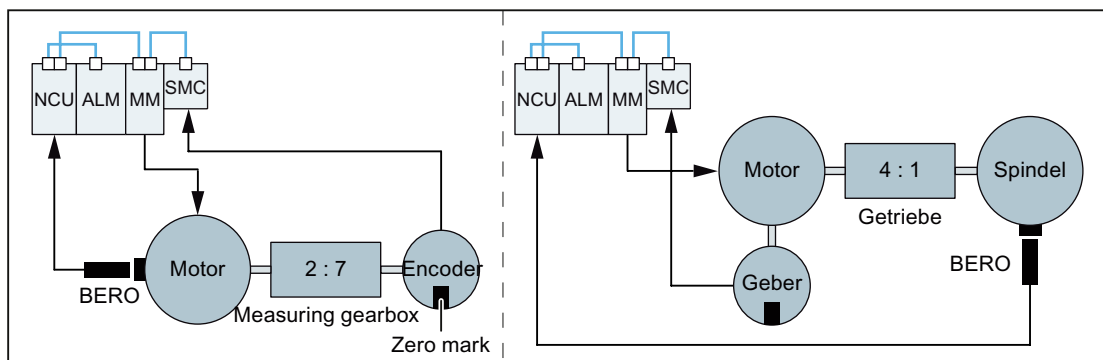 NCU ALM MM SMC
Motor
2 : 7
Encoder
BERO
Measuring gearbox
Zero mark
NCU ALM MM SMC
Motor
4 : 1
Spindel
Getriebe
BERO
Geber